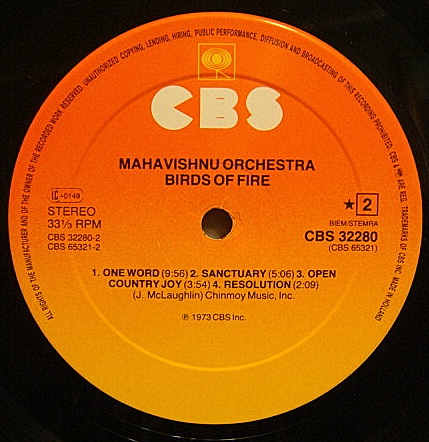 ALL RIGHTS OF THE MANUFACTURER AND OF THE OWNER OF THE RECORDED WORK RESERVED. UNAUTHORIZED COPYING, LENDING, HIRING, PUBLIC PERFORMANCE, DIFFUSION AND BROADCASTING OF THIS RECORDING PROHIBITED. CBS & ARE REG. TRADEMARKS OF CBS INC. MADE IN HOLLAND
CBS
MAHAVISHNU ORCHESTRA
BIRDS OF FIRE
LC-0149
STEREO
33⅓ RPM
CBS 32280-2
CBS 65321-2
★ 2
BIEM/STEMRA
CBS 32280
(CBS 65321)
1. ONE WORD (9:56) 2. SANCTUARY (5:06) 3. OPEN
COUNTRY JOY (3:54) 4. RESOLUTION (2:09)
(J. McLaughlin) Chinmoy Music, Inc.
℗ 1973 CBS Inc.